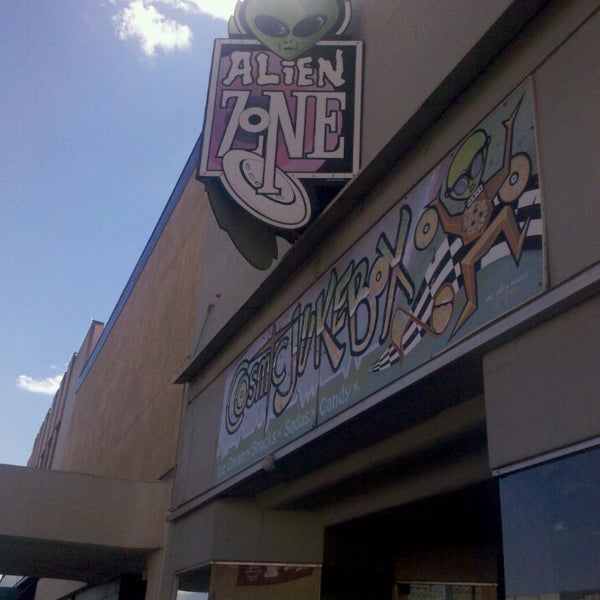 ALIEN
ZONE
COSMIC JUKEBOX
Ice Cream Snacks Sodas Candy